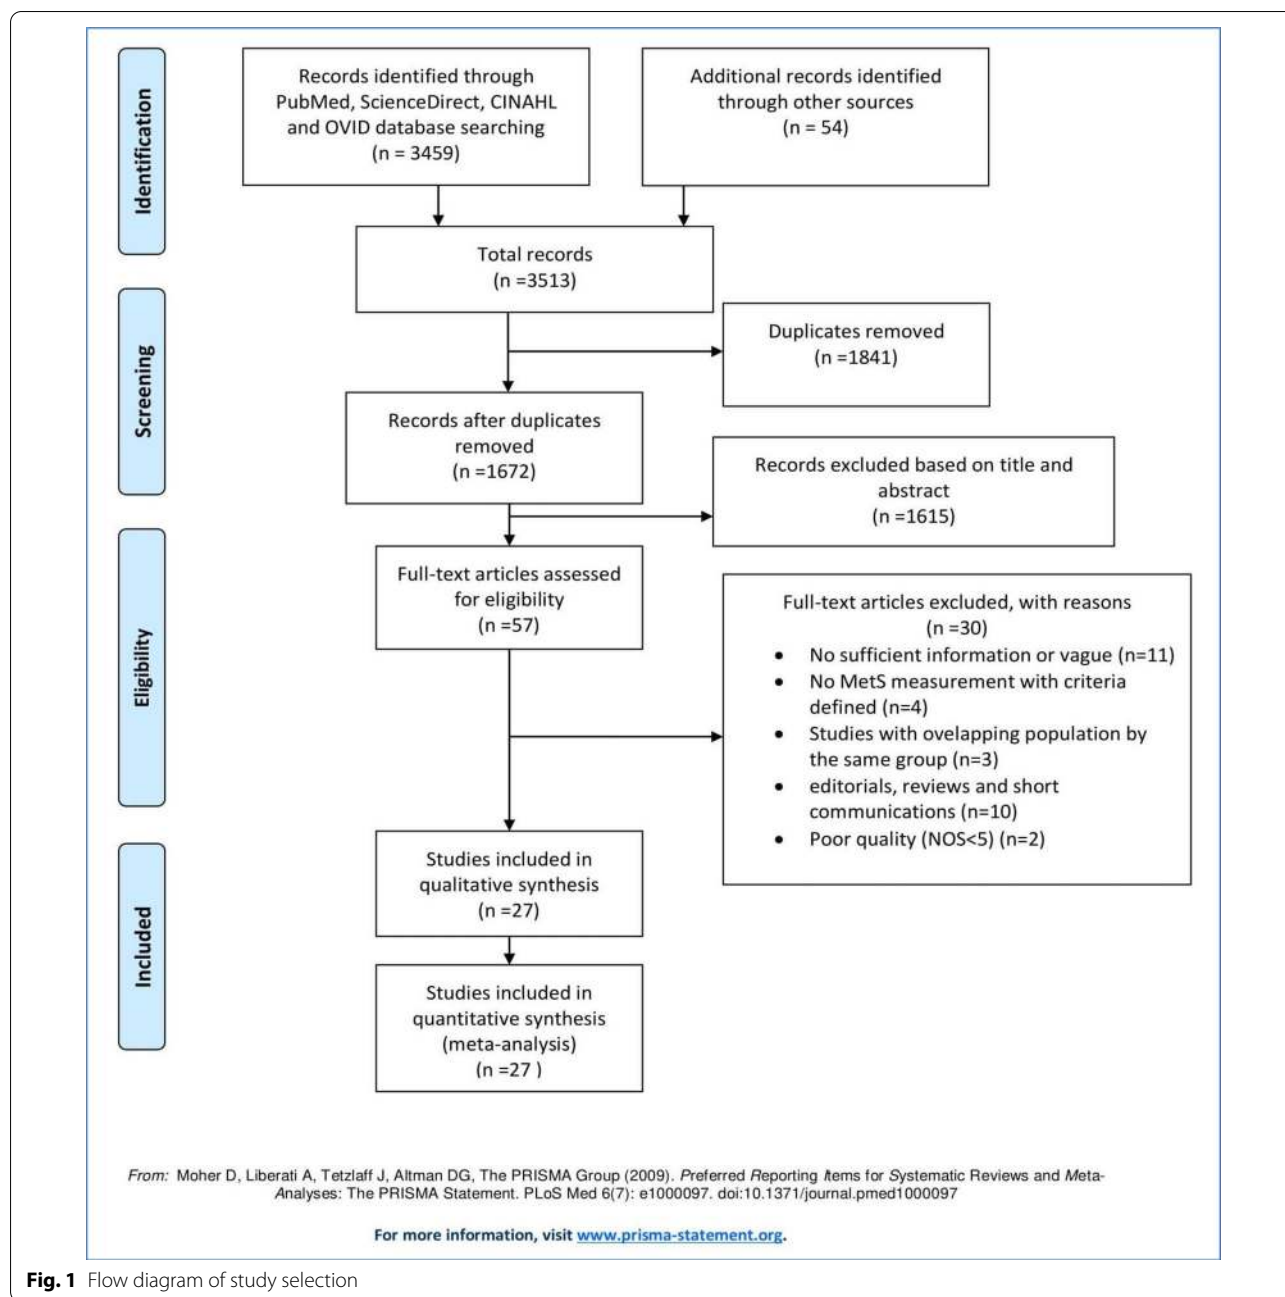 Identification
Records identified through
PubMed, ScienceDirect, CINAHL
and OVID database searching
(n = 3459)
Additional records identified
through other sources
(n = 54)
Total records
(n =3513)
Screening
Duplicates removed
(n =1841)
Records after duplicates
removed
(n =1672)
Records excluded based on title and
abstract
(n =1615)
Eligibility
Full-text articles assessed
for eligibility
(n =57)
Full-text articles excluded, with reasons
(n =30)
• No sufficient information or vague (n=11)
• No MetS measurement with criteria
defined (n=4)
• Studies with ovelapping population by
the same group (n=3)
• editorials, reviews and short
communications (n=10)
• Poor quality (NOS<5) (n=2)
Included
Studies included in
qualitative synthesis
(n =27)
Studies included in
quantitative synthesis
(meta-analysis)
(n =27 )
From: Moher D, Liberati A, Tetzlaff J, Altman DG, The PRISMA Group (2009). Preferred Reporting Items for Systematic Reviews and Meta-
Analyses: The PRISMA Statement. PLoS Med 6(7): e1000097. doi:10.1371/journal.pmed1000097
For more information, visit www.prisma-statement.org.
Fig. 1 Flow diagram of study selection